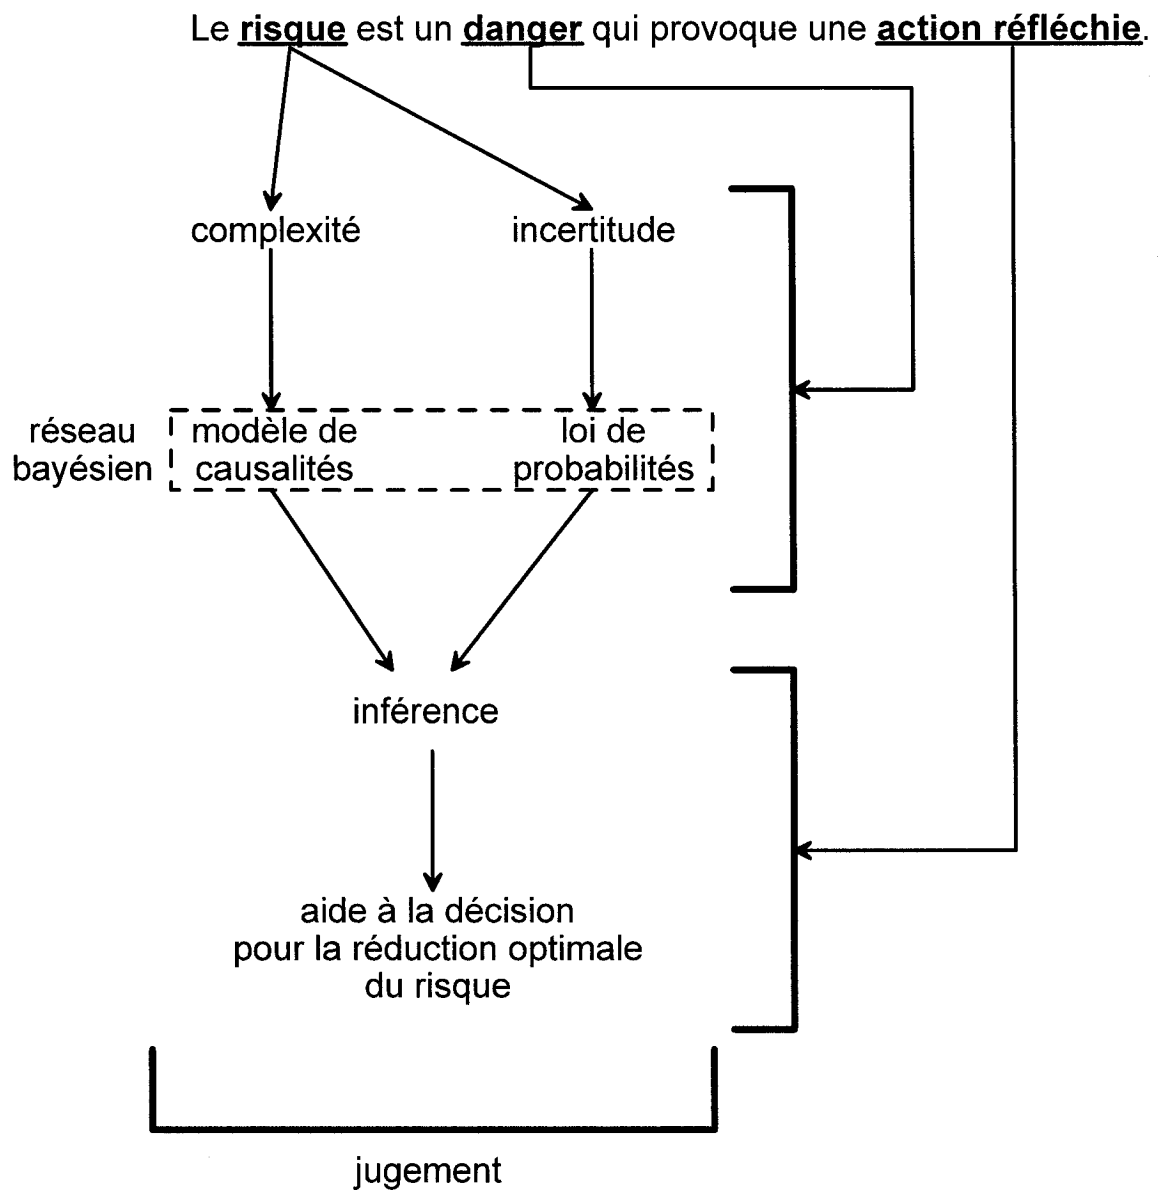 Le risque est un danger qui provoque une action réfléchie.
complexité
incertitude
réseau
bayésien
modèle de
causalités
loi de
probabilités
inférence
aide à la décision
pour la réduction optimale
du risque
jugement